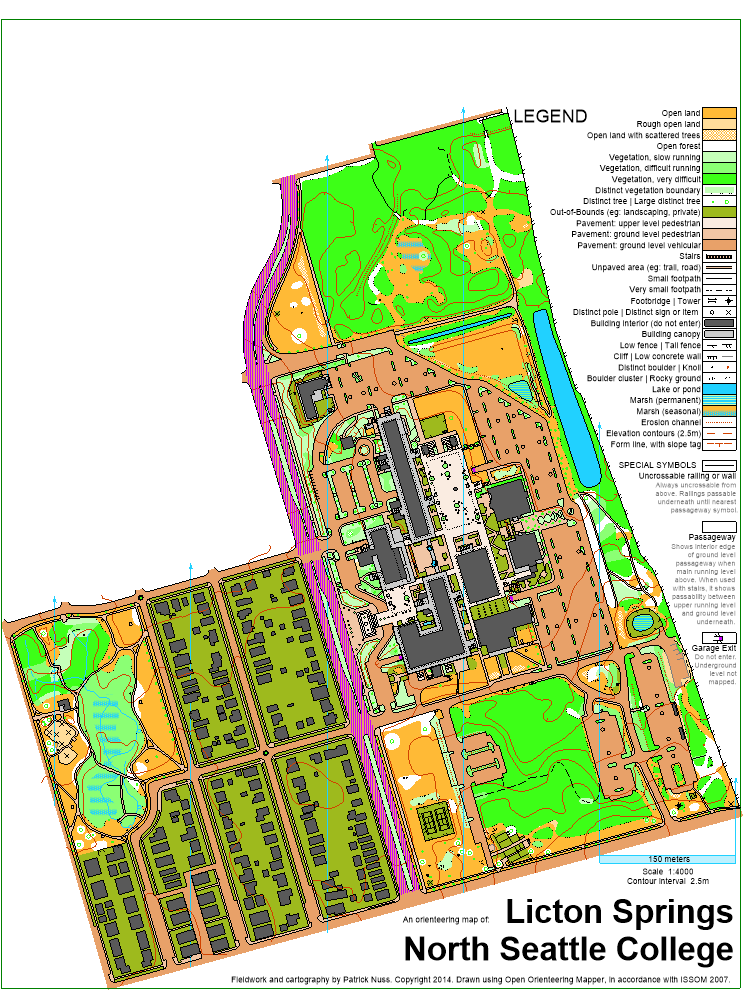 LEGEND
Open land
Rough open land
Open land with scattered trees
Open forest
Vegetation, slow running
Vegetation, difficult running
Vegetation, very difficult
Distinct vegetation boundary
Distinct tree | Large distinct tree
Out-of-Bounds (eg: landscaping, private)
Pavement: upper level pedestrian
Pavement: ground level pedestrian
Pavement: ground level vehicular
Stairs
Unpaved area (eg: trail, road)
Small footpath
Very small footpath
Footbridge | Tower
Distinct pole | Distinct sign or item
Building interior (do not enter)
Building canopy
Low fence | Tall fence
Cliff | Low concrete wall
Distinct boulder | Knoll
Boulder cluster | Rocky ground
Lake or pond
Marsh (permanent)
Marsh (seasonal)
Erosion channel
Elevation contours (2.5m)
Form line, with slope tag
SPECIAL SYMBOLS
Uncrossable railing or wall
Always uncrossable from
above. Railings passable
underneath until nearest
passageway symbol.
Passageway
Shows interior edge
of ground level
passageway when
main running level
above. When used
with stairs, it shows
passability between
upper running level
and ground level
underneath.
Garage Exit
Do not enter.
Underground
level not
mapped.
150 meters
Scale 1:4000
Contour interval 2.5m
An orienteering map of: Licton Springs
North Seattle College
Fieldwork and cartography by Patrick Nuss. Copyright 2014. Drawn using Open Orienteering Mapper, in accordance with ISSOM 2007.